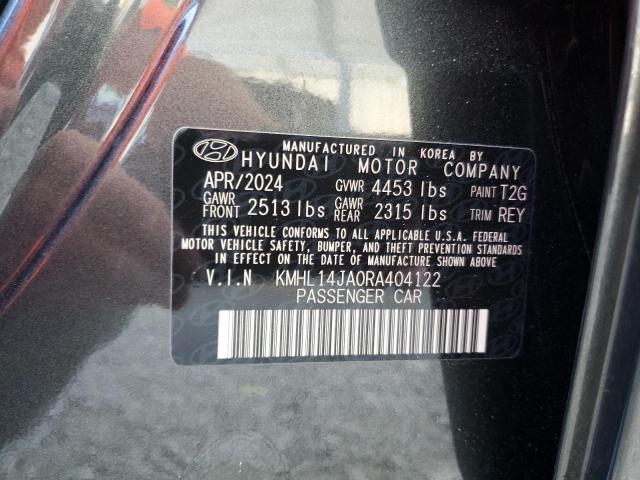 MANUFACTURED IN KOREA BY
HYUNDAI MOTOR COMPANY
APR/2024 GVWR 4453 lbs PAINT T2G
GAWR FRONT 2513 lbs GAWR REAR 2315 lbs TRIM REY
THIS VEHICLE CONFORMS TO ALL APPLICABLE U.S.A. FEDERAL
MOTOR VEHICLE SAFETY, BUMPER, AND THEFT PREVENTION STANDARDS
IN EFFECT ON THE DATE OF MANUFACTURE SHOWN ABOVE
V.I.N KMHL14JA0RA404122
PASSENGER CAR